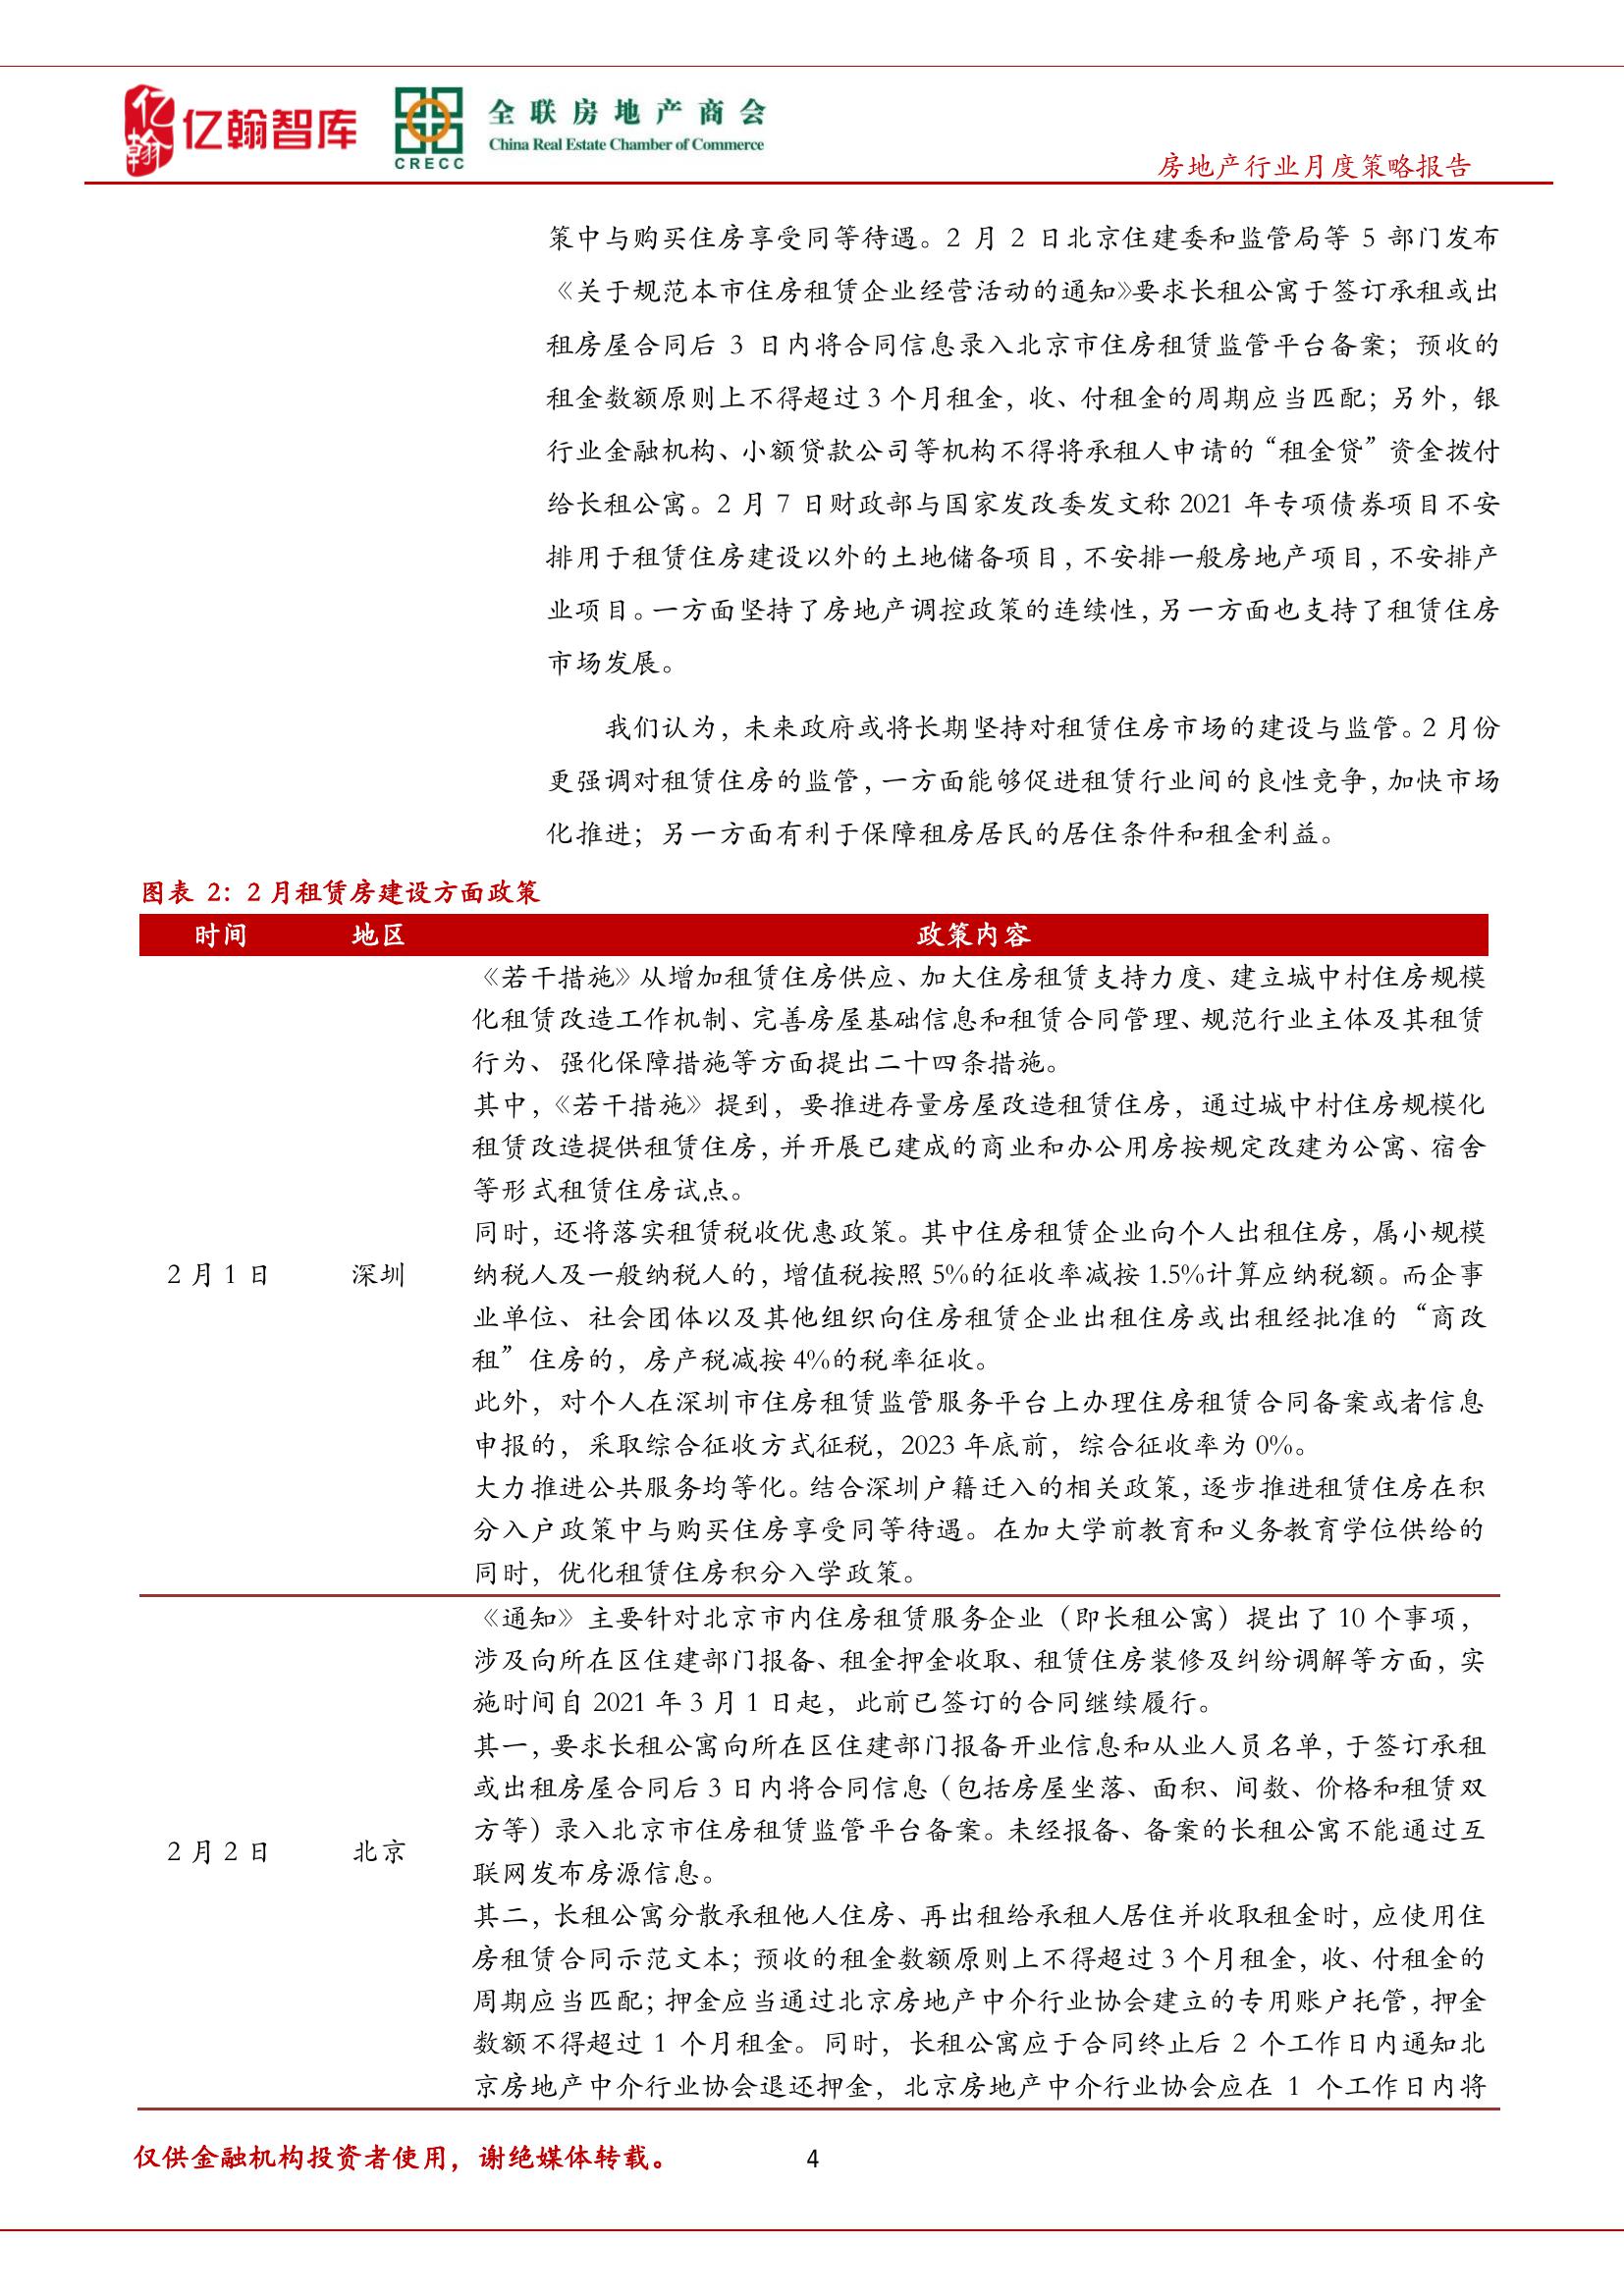 亿翰
亿翰智库
CRECC
全联房地产商会
China Real Estate Chamber of Commerce
房地产行业月度策略报告
策中与购买住房享受同等待遇。2 月 2 日北京住建委和监管局等 5 部门发布
《关于规范本市住房租赁企业经营活动的通知》要求长租公寓于签订承租或出
租房屋合同后 3 日内将合同信息录入北京市住房租赁监管平台备案；预收的
租金数额原则上不得超过 3 个月租金，收、付租金的周期应当匹配；另外，银
行业金融机构、小额贷款公司等机构不得将承租人申请的“租金贷”资金拨付
给长租公寓。2 月 7 日财政部与国家发改委发文称 2021 年专项债券项目不安
排用于租赁住房建设以外的土地储备项目，不安排一般房地产项目，不安排产
业项目。一方面坚持了房地产调控政策的连续性，另一方面也支持了租赁住房
市场发展。
我们认为，未来政府或将长期坚持对租赁住房市场的建设与监管。2 月份
更强调对租赁住房的监管，一方面能够促进租赁行业间的良性竞争，加快市场
化推进；另一方面有利于保障租房居民的居住条件和租金利益。
图表 2：2 月租赁房建设方面政策
时间 地区 政策内容
《若干措施》从增加租赁住房供应、加大住房租赁支持力度、建立城中村住房规模
化租赁改造工作机制、完善房屋基础信息和租赁合同管理、规范行业主体及其租赁
行为、强化保障措施等方面提出二十四条措施。
其中，《若干措施》提到，要推进存量房屋改造租赁住房，通过城中村住房规模化
租赁改造提供租赁住房，并开展已建成的商业和办公用房按规定改建为公寓、宿舍
等形式租赁住房试点。
同时，还将落实租赁税收优惠政策。其中住房租赁企业向个人出租住房，属小规模
2 月 1 日 深圳 纳税人及一般纳税人的，增值税按照 5%的征收率减按 1.5%计算应纳税额。而企事
业单位、社会团体以及其他组织向住房租赁企业出租住房或出租经批准的“商改
租”住房的，房产税减按 4%的税率征收。
此外，对个人在深圳市住房租赁监管服务平台上办理住房租赁合同备案或者信息
申报的，采取综合征收方式征税，2023 年底前，综合征收率为 0%。
大力推进公共服务均等化。结合深圳户籍迁入的相关政策，逐步推进租赁住房在积
分入户政策中与购买住房享受同等待遇。在加大学前教育和义务教育学位供给的
同时，优化租赁住房积分入学政策。
《通知》主要针对北京市内住房租赁服务企业（即长租公寓）提出了 10 个事项，
涉及向所在区住建部门报备、租金押金收取、租赁住房装修及纠纷调解等方面，实
施时间自 2021 年 3 月 1 日起，此前已签订的合同继续履行。
其一，要求长租公寓向所在区住建部门报备开业信息和从业人员名单，于签订承租
或出租房屋合同后 3 日内将合同信息（包括房屋坐落、面积、间数、价格和租赁双
2 月 2 日 北京 方等）录入北京市住房租赁监管平台备案。未经报备、备案的长租公寓不能通过互
联网发布房源信息。
其二，长租公寓分散承租他人住房、再出租给承租人居住并收取租金时，应使用住
房租赁合同示范文本；预收的租金数额原则上不得超过 3 个月租金，收、付租金的
周期应当匹配；押金应当通过北京房地产中介行业协会建立的专用账户托管，押金
数额不得超过 1 个月租金。同时，长租公寓应于合同终止后 2 个工作日内通知北
京房地产中介行业协会退还押金，北京房地产中介行业协会应在 1 个工作日内将
仅供金融机构投资者使用，谢绝媒体转载。 4